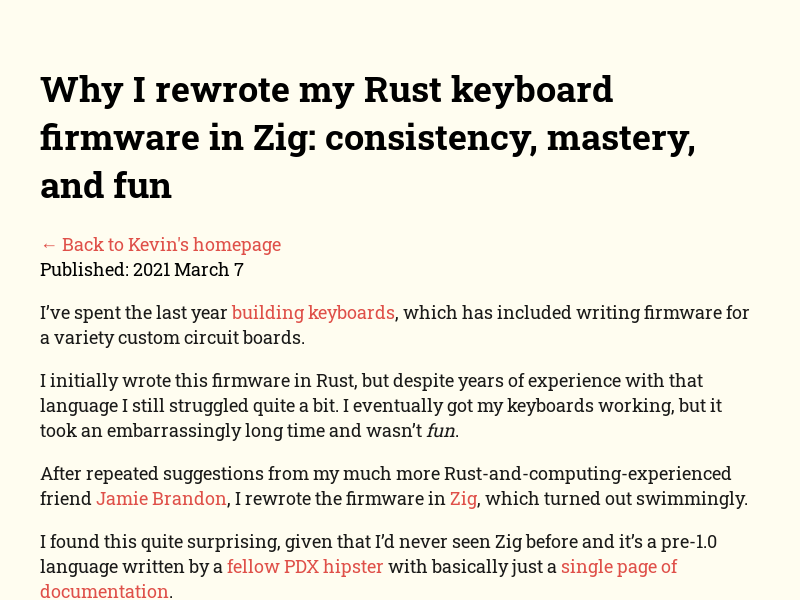 Why I rewrote my Rust keyboard
firmware in Zig: consistency, mastery,
and fun
← Back to Kevin's homepage
Published: 2021 March 7
I’ve spent the last year building keyboards, which has included writing firmware for
a variety custom circuit boards.
I initially wrote this firmware in Rust, but despite years of experience with that
language I still struggled quite a bit. I eventually got my keyboards working, but it
took an embarrassingly long time and wasn’t fun.
After repeated suggestions from my much more Rust-and-computing-experienced
friend Jamie Brandon, I rewrote the firmware in Zig, which turned out swimmingly.
I found this quite surprising, given that I’d never seen Zig before and it’s a pre-1.0
language written by a fellow PDX hipster with basically just a single page of
documentation.